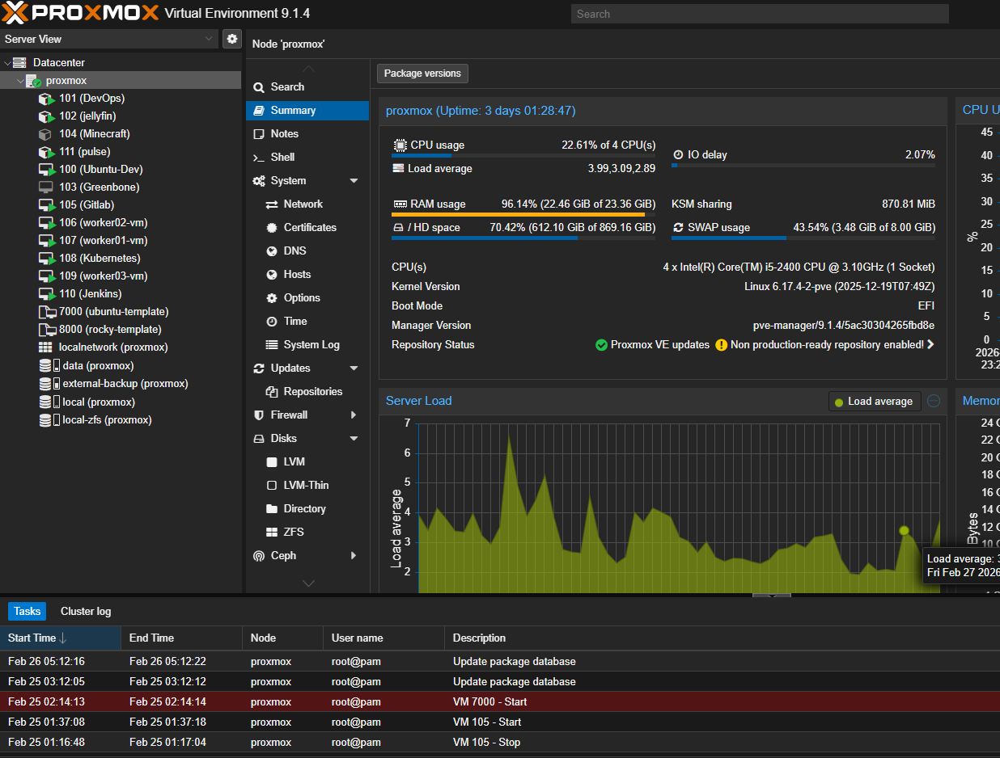 PROXMOX Virtual Environment 9.1.4
Search
Server View
Node 'proxmox'
Datacenter
proxmox
101 (DevOps)
102 (jellyfin)
104 (Minecraft)
111 (pulse)
100 (Ubuntu-Dev)
103 (Greenbone)
105 (Gitlab)
106 (worker02-vm)
107 (worker01-vm)
108 (Kubernetes)
109 (worker03-vm)
110 (Jenkins)
7000 (ubuntu-template)
8000 (rocky-template)
localnetwork (proxmox)
data (proxmox)
external-backup (proxmox)
local (proxmox)
local-zfs (proxmox)
Search
Summary
Notes
Shell
System
Network
Certificates
DNS
Hosts
Options
Time
System Log
Updates
Repositories
Firewall
Disks
LVM
LVM-Thin
Directory
ZFS
Ceph
Package versions
proxmox (Uptime: 3 days 01:28:47)
CPU usage 22.61% of 4 CPU(s)
IO delay 2.07%
Load average 3.99,3.09,2.89
RAM usage 96.14% (22.46 GiB of 23.36 GiB)
KSM sharing 870.81 MiB
/ HD space 70.42% (612.10 GiB of 869.16 GiB)
SWAP usage 43.54% (3.48 GiB of 8.00 GiB)
CPU(s) 4 x Intel(R) Core(TM) i5-2400 CPU @ 3.10GHz (1 Socket)
Kernel Version Linux 6.17.4-2-pve (2025-12-19T07:49Z)
Boot Mode EFI
Manager Version pve-manager/9.1.4/5ac30304265fbd8e
Repository Status Proxmox VE updates Non production-ready repository enabled!
CPU U
45
40
35
30
25
20
15
10
5
0
%
2026-
23:2
Server Load
Load average
7
6
5
4
3
2
Load average
Load average: 3
Fri Feb 27 2026
Memor
24 G
22 G
20 G
18 G
16 G
14 G
12 G
10 G
Bytes
Tasks
Cluster log
Start Time End Time Node User name Description
Feb 26 05:12:16 Feb 26 05:12:22 proxmox root@pam Update package database
Feb 25 03:12:05 Feb 25 03:12:12 proxmox root@pam Update package database
Feb 25 02:14:13 Feb 25 02:14:14 proxmox root@pam VM 7000 - Start
Feb 25 01:37:08 Feb 25 01:37:18 proxmox root@pam VM 105 - Start
Feb 25 01:16:48 Feb 25 01:17:04 proxmox root@pam VM 105 - Stop